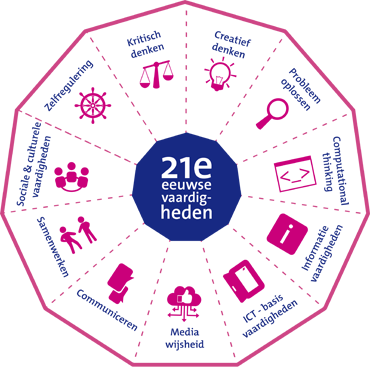 21e
eeuwse
vaardig-
heden
Kritisch
denken
Creatief
denken
Probleem
oplossen
Computational
thinking
Informatie
vaardigheden
ICT - basis
vaardigheden
Media
wijsheid
Communiceren
Samenwerken
Sociale & culturele
vaardigheden
Zelfregulering